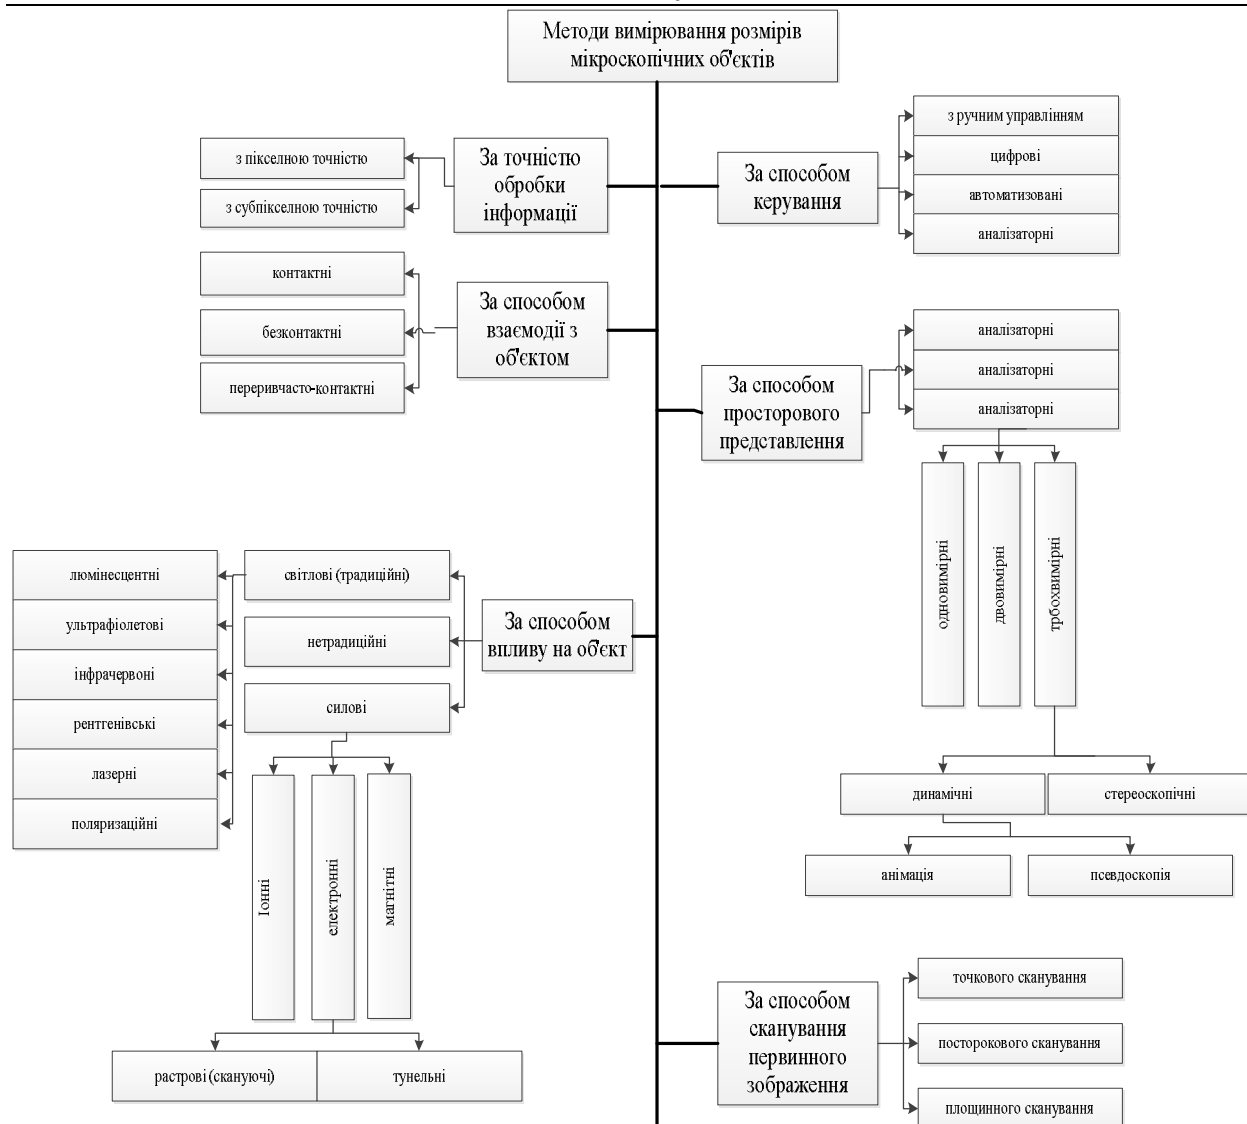 Методи вимірювання розмірів
мікроскопічних об'єктів
За точністю
обробки
інформації
з піксельною точністю
з субпіксельною точністю
За способом
керування
з ручним управлінням
цифрові
автоматизовані
аналізаторні
За способом
взаємодії з
об'єктом
контактні
безконтактні
переривчасто-контактні
За способом
просторового
представлення
аналізаторні
аналізаторні
аналізаторні
одновимірні
двовимірні
трбохвимірні
динамічні
стереоскопічні
анімація
псевдоскопія
За способом
впливу на об'єкт
світлові (традиційні)
нетрадиційні
силові
люмінесцентні
ультрафіолетові
інфрачервоні
рентгенівські
лазерні
поляризаційні
Іонні
електронні
магнітні
растрові (скануючі)
тунельні
За способом
сканування
первинного
зображення
точкового сканування
посторокового сканування
площинного сканування